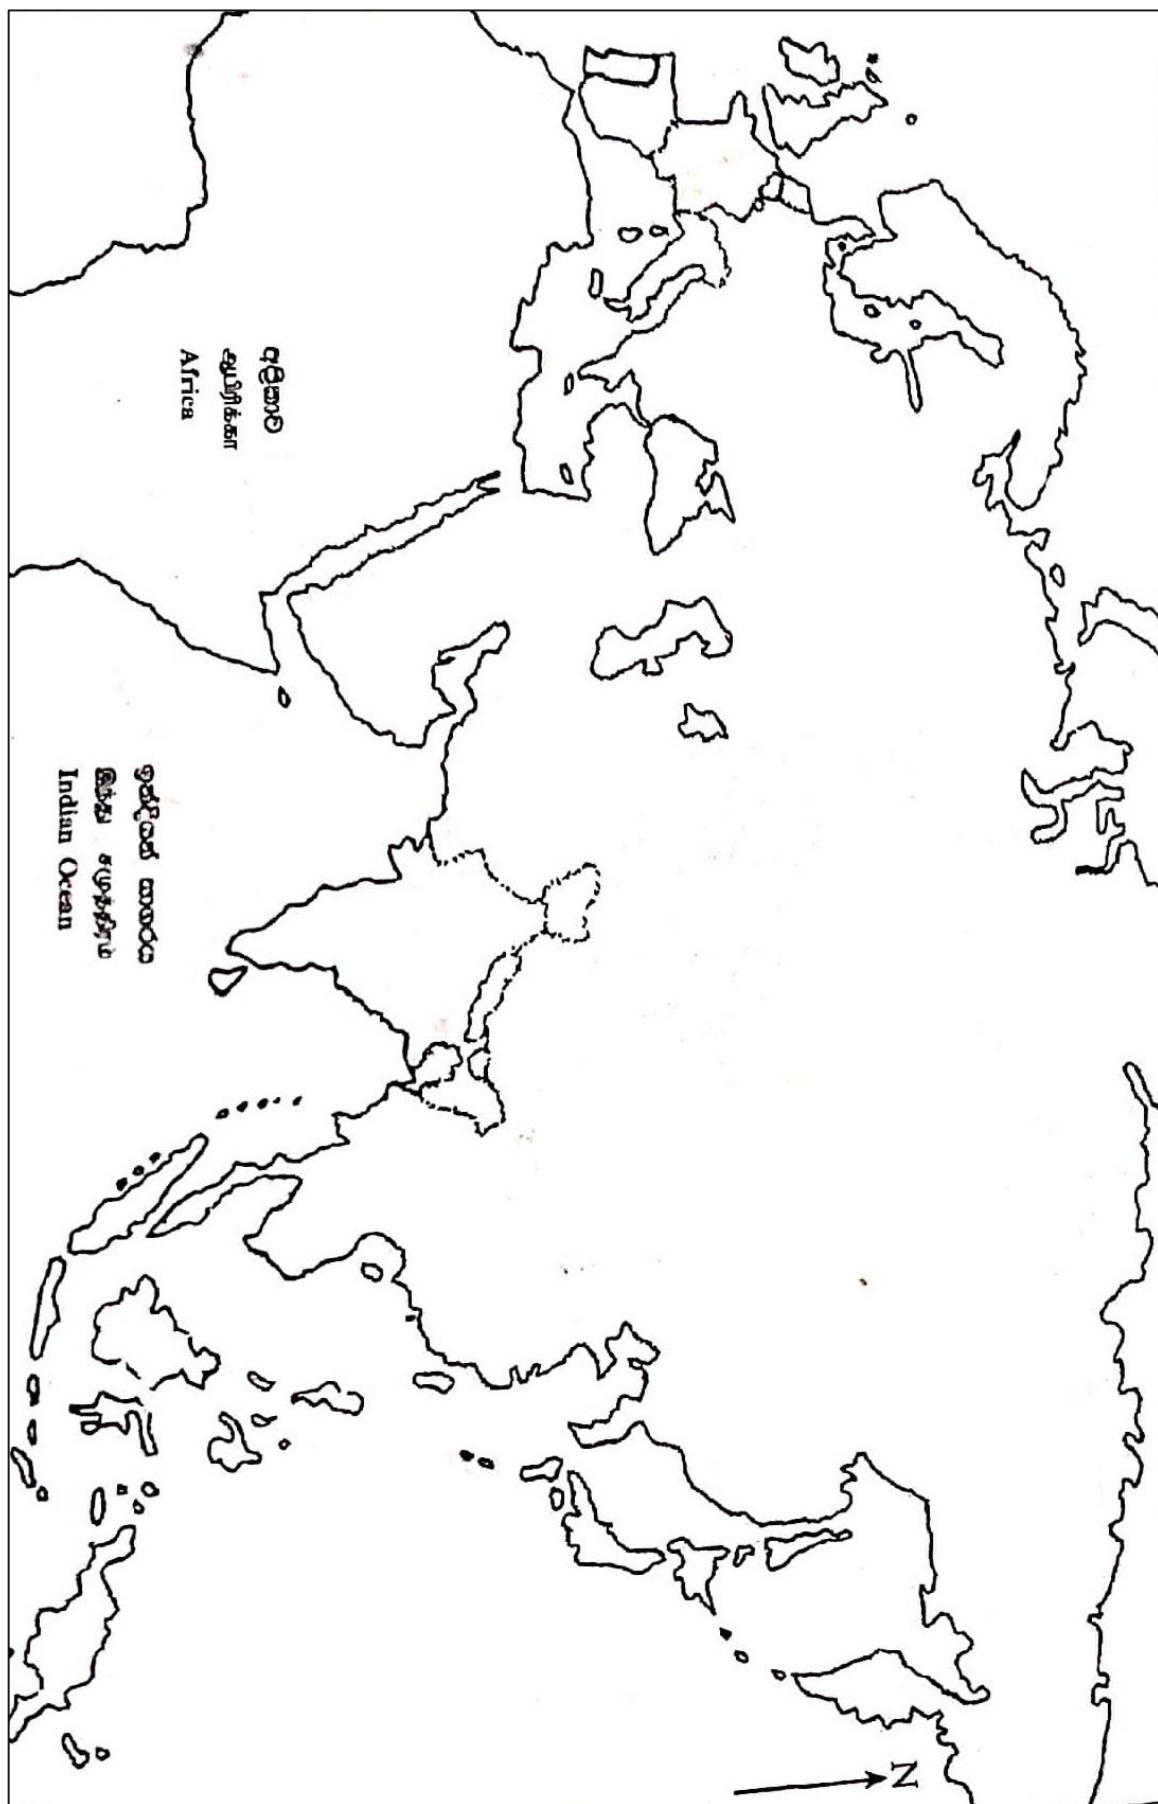 අප්‍රිකාව
ஆபிரிக்கா
Africa
ඉන්දියන් සාගරය
இந்து சமுத்திரம்
Indian Ocean
N